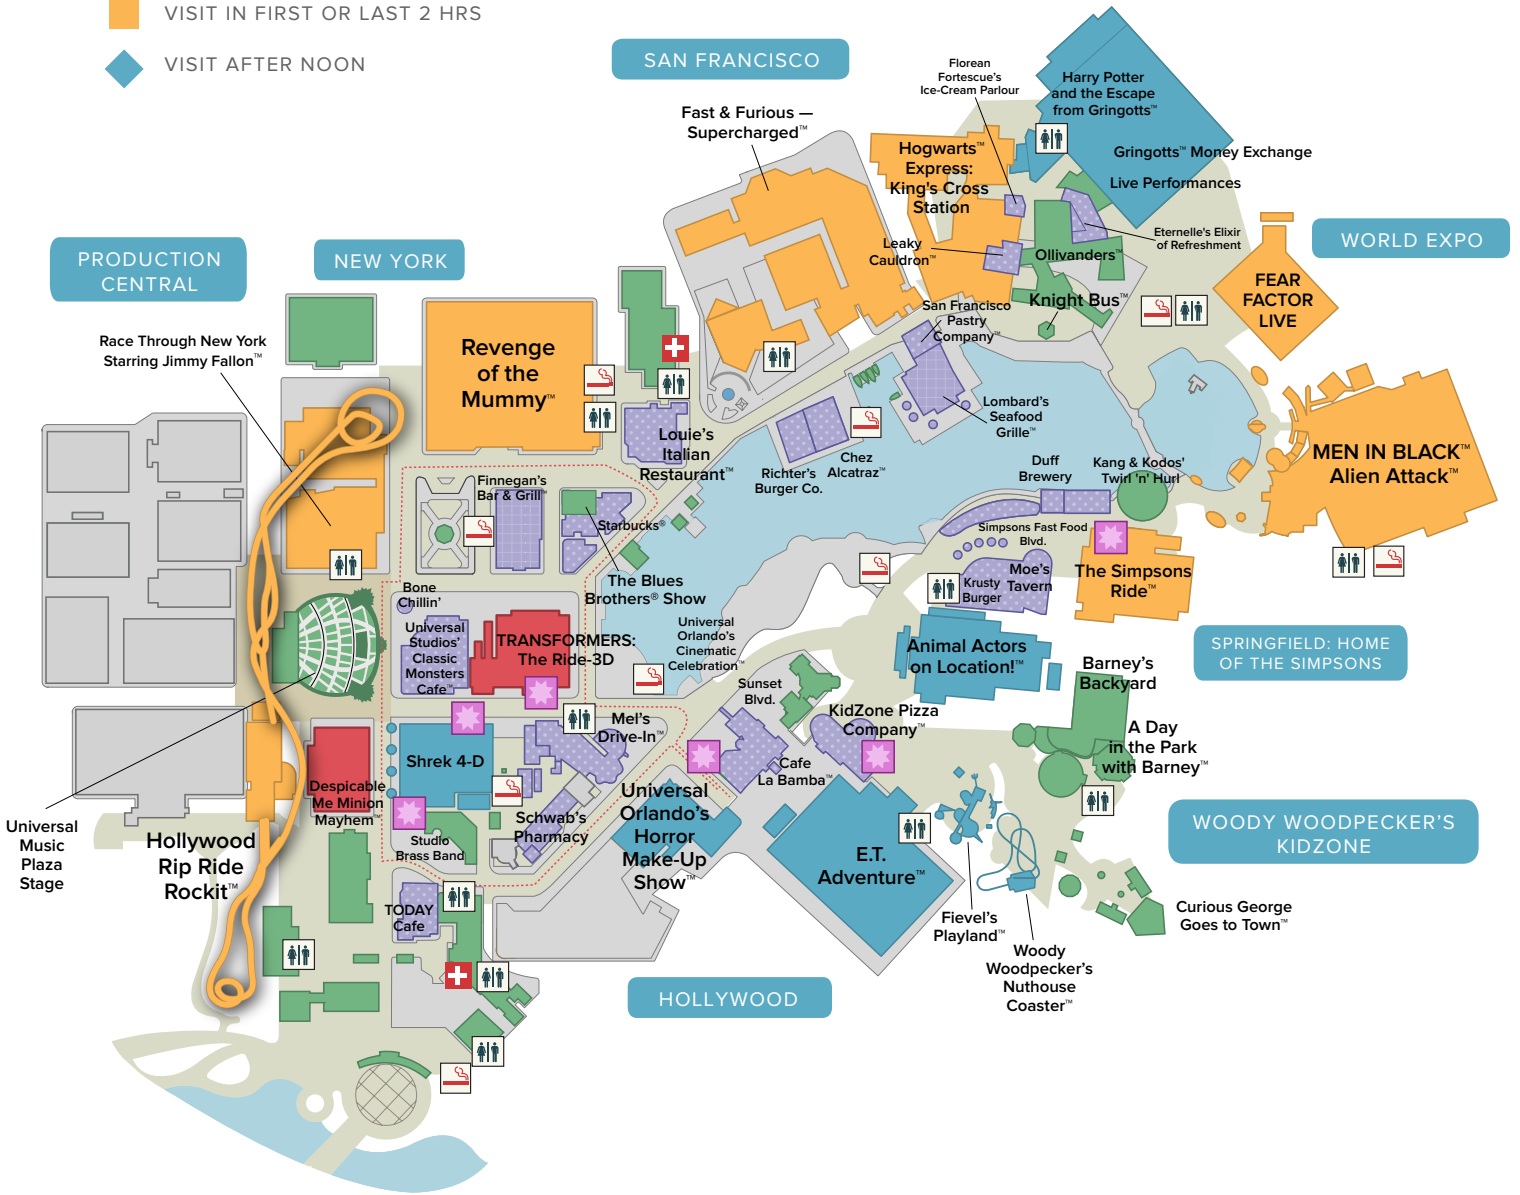 VISIT IN FIRST OR LAST 2 HRS
VISIT AFTER NOON
SAN FRANCISCO
Florean
Fortescue's
Ice-Cream Parlour
Harry Potter
and the Escape
from Gringotts™
Fast & Furious —
Supercharged™
Hogwarts™
Express:
King's Cross
Station
Gringotts™ Money Exchange
Live Performances
Eternelle's Elixir
of Refreshment
Leaky
Cauldron™
Ollivanders™
Knight Bus™
WORLD EXPO
FEAR
FACTOR
LIVE
PRODUCTION
CENTRAL
NEW YORK
Race Through New York
Starring Jimmy Fallon™
Revenge
of the
Mummy™
San Francisco
Pastry
Company™
Lombard's
Seafood
Grille™
Louie's
Italian
Restaurant™
Richter's
Burger Co.
Chez
Alcatraz™
Duff
Brewery
Kang & Kodos'
Twirl 'n' Hurl
MEN IN BLACK™
Alien Attack™
Finnegan's
Bar & Grill™
Starbucks®
Simpsons Fast Food
Blvd.
Moe's
Tavern
Krusty
Burger
The Simpsons
Ride™
The Blues
Brothers® Show
Bone
Chillin'
Universal
Studios'
Classic
Monsters
Cafe™
TRANSFORMERS:
The Ride-3D
Universal
Orlando's
Cinematic
Celebration™
Animal Actors
on Location!™
SPRINGFIELD: HOME
OF THE SIMPSONS
Barney's
Backyard
Sunset
Blvd.
KidZone Pizza
Company™
A Day
in the Park
with Barney™
Mel's
Drive-In™
Shrek 4-D
Cafe
La Bamba™
Despicable
Me Minion
Mayhem™
Universal
Orlando's
Horror
Make-Up
Show™
Schwab's
Pharmacy
Studio
Brass Band
WOODY WOODPECKER'S
KIDZONE
Universal
Music
Plaza
Stage
Hollywood
Rip Ride
Rockit™
E.T.
Adventure™
TODAY
Cafe
Fievel's
Playland™
Curious George
Goes to Town™
Woody
Woodpecker's
Nuthouse
Coaster™
HOLLYWOOD